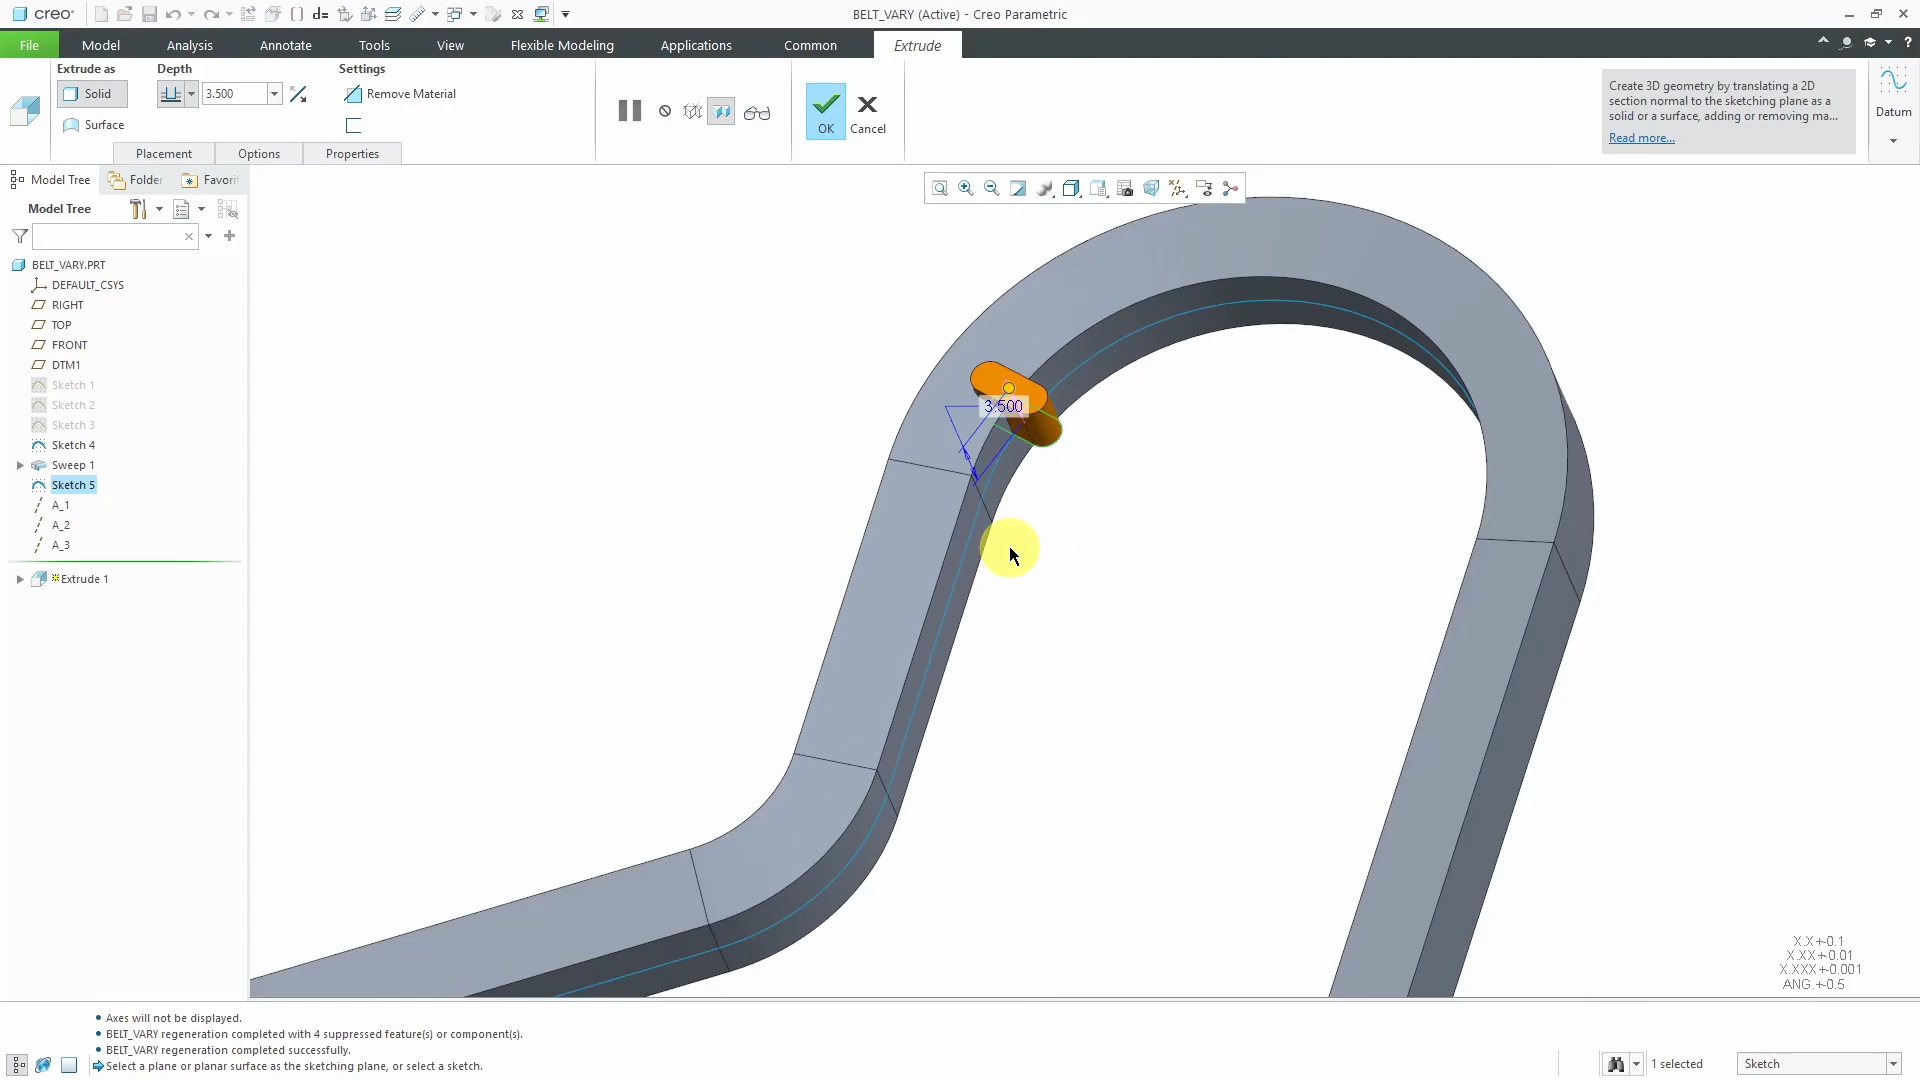 creo
BELT_VARY (Active) - Creo Parametric
File
Model
Analysis
Annotate
Tools
View
Flexible Modeling
Applications
Common
Extrude
Extrude as
Depth
Settings
Solid
3.500
Remove Material
Surface
OK
Cancel
Placement
Options
Properties
Create 3D geometry by translating a 2D
section normal to the sketching plane as a
solid or a surface, adding or removing ma...
Read more...
Datum
Model Tree
Folder
Favori
Model Tree
BELT_VARY.PRT
DEFAULT_CSYS
RIGHT
TOP
FRONT
DTM1
Sketch 1
Sketch 2
Sketch 3
Sketch 4
Sweep 1
Sketch 5
A_1
A_2
A_3
Extrude 1
3.500
X.X+-0.1
X.XX+-0.01
X.XXX+-0.001
ANG.+-0.5
Axes will not be displayed.
BELT_VARY regeneration completed with 4 suppressed feature(s) or component(s).
BELT_VARY regeneration completed successfully.
Select a plane or planar surface as the sketching plane, or select a sketch.
1 selected
Sketch